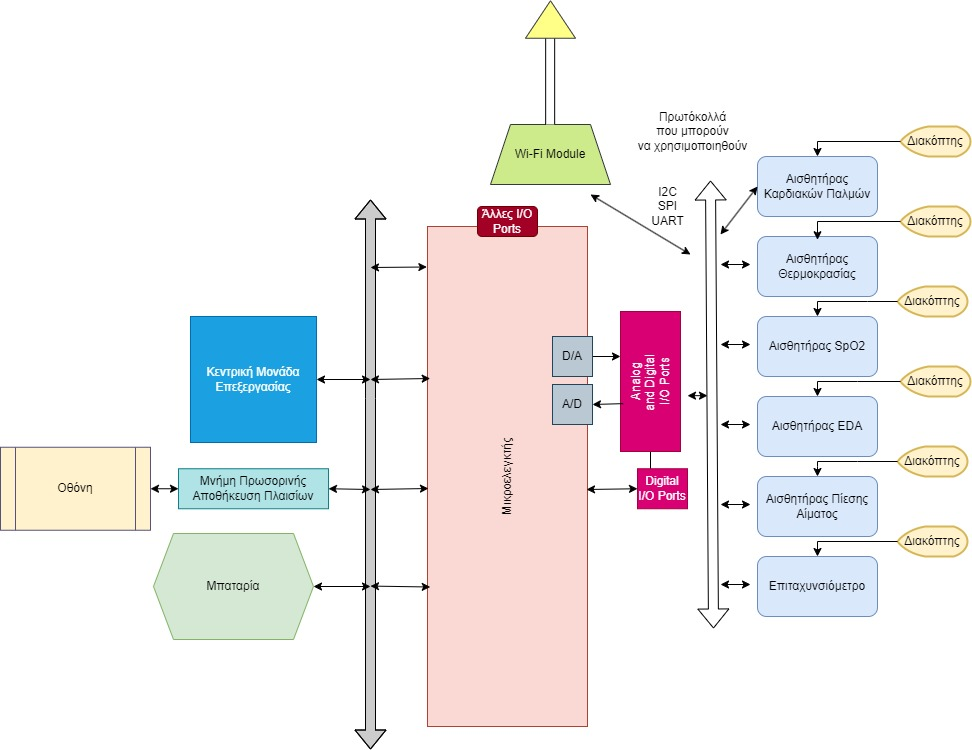 Wi-Fi Module
Πρωτόκολλά
που μπορούν
να χρησιμοποιηθούν
I2C
SPI
UART
Διακόπτης
Αισθητήρας
Καρδιακών Παλμών
Διακόπτης
Αισθητήρας
Θερμοκρασίας
Διακόπτης
Αισθητήρας SpO2
Διακόπτης
Αισθητήρας EDA
Διακόπτης
Αισθητήρας Πίεσης
Αίματος
Διακόπτης
Επιταχυνσιόμετρο
Άλλες I/O
Ports
D/A
A/D
Analog
and Digital
I/O Ports
Digital
I/O Ports
Μικροελεγκτής
Κεντρική Μονάδα
Επεξεργασίας
Μνήμη Πρωσορινής
Αποθήκευση Πλαισίων
Οθόνη
Μπαταρία